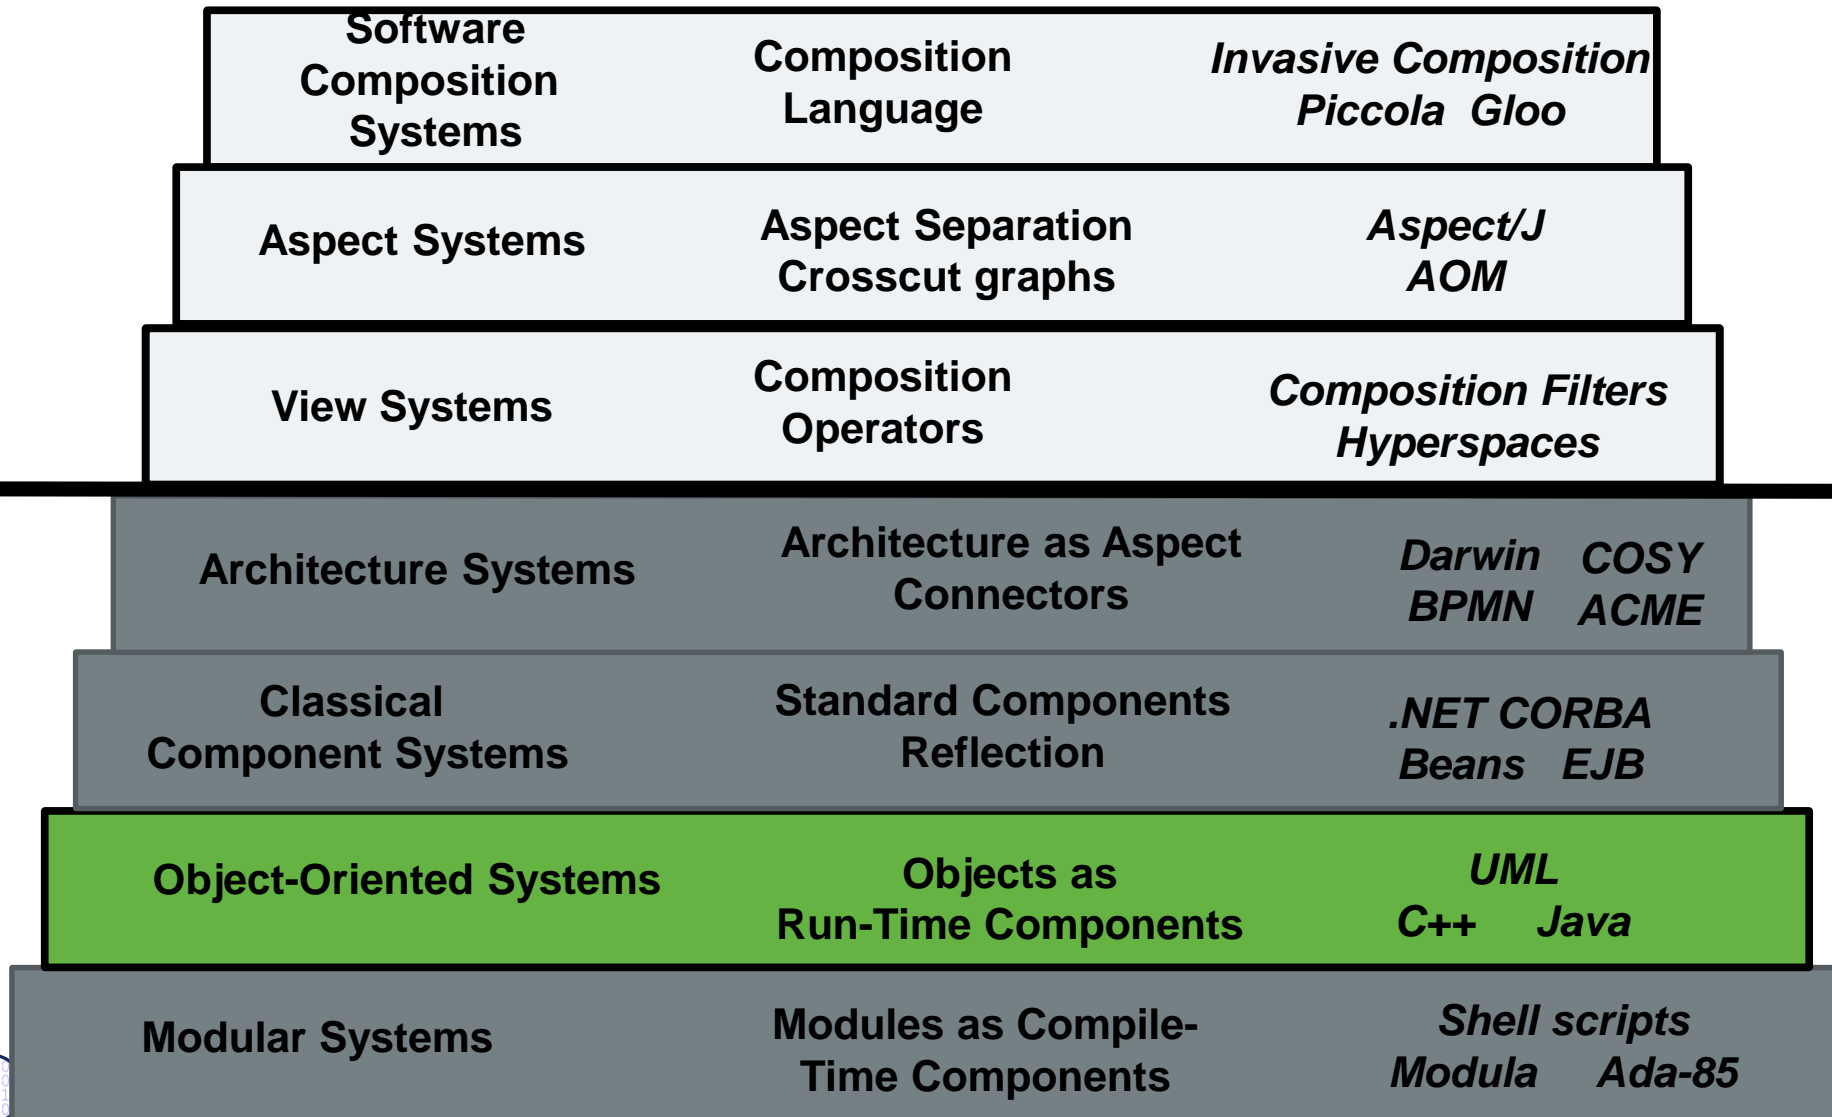 Software
Composition
Systems
Composition
Language
Invasive Composition
Piccola Gloo
Aspect Systems
Aspect Separation
Crosscut graphs
Aspect/J
AOM
View Systems
Composition
Operators
Composition Filters
Hyperspaces
Architecture Systems
Architecture as Aspect
Connectors
Darwin COSY
BPMN ACME
Classical
Component Systems
Standard Components
Reflection
.NET CORBA
Beans EJB
Object-Oriented Systems
Objects as
Run-Time Components
UML
C++ Java
Modular Systems
Modules as Compile-
Time Components
Shell scripts
Modula Ada-85